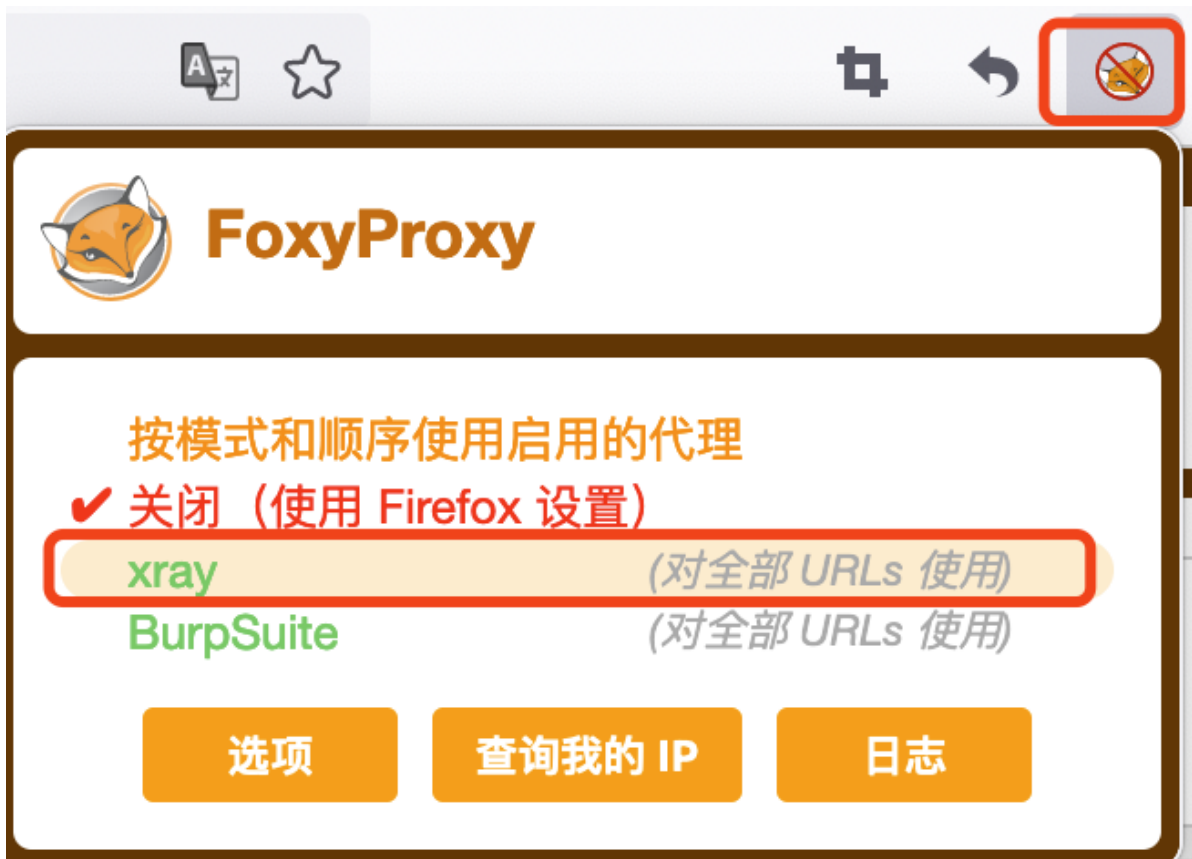 A 文
FoxyProxy
按模式和顺序使用启用的代理
✔ 关闭（使用 Firefox 设置）
xray (对全部 URLs 使用)
BurpSuite (对全部 URLs 使用)
选项 查询我的 IP 日志